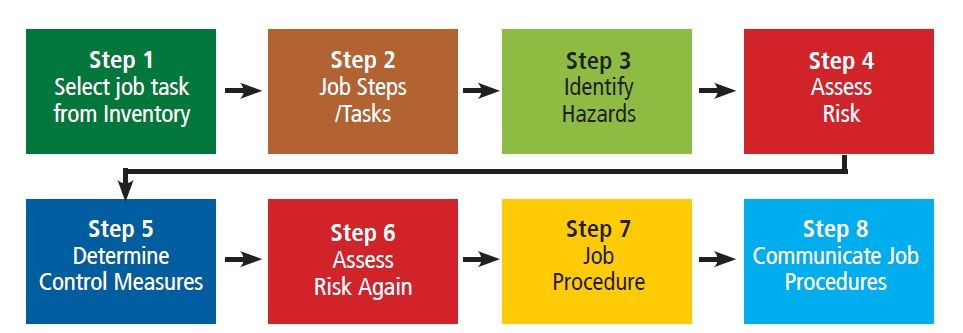 Step 1
Select job task
from Inventory
Step 2
Job Steps
/Tasks
Step 3
Identify
Hazards
Step 4
Assess
Risk
Step 5
Determine
Control Measures
Step 6
Assess
Risk Again
Step 7
Job
Procedure
Step 8
Communicate Job
Procedures